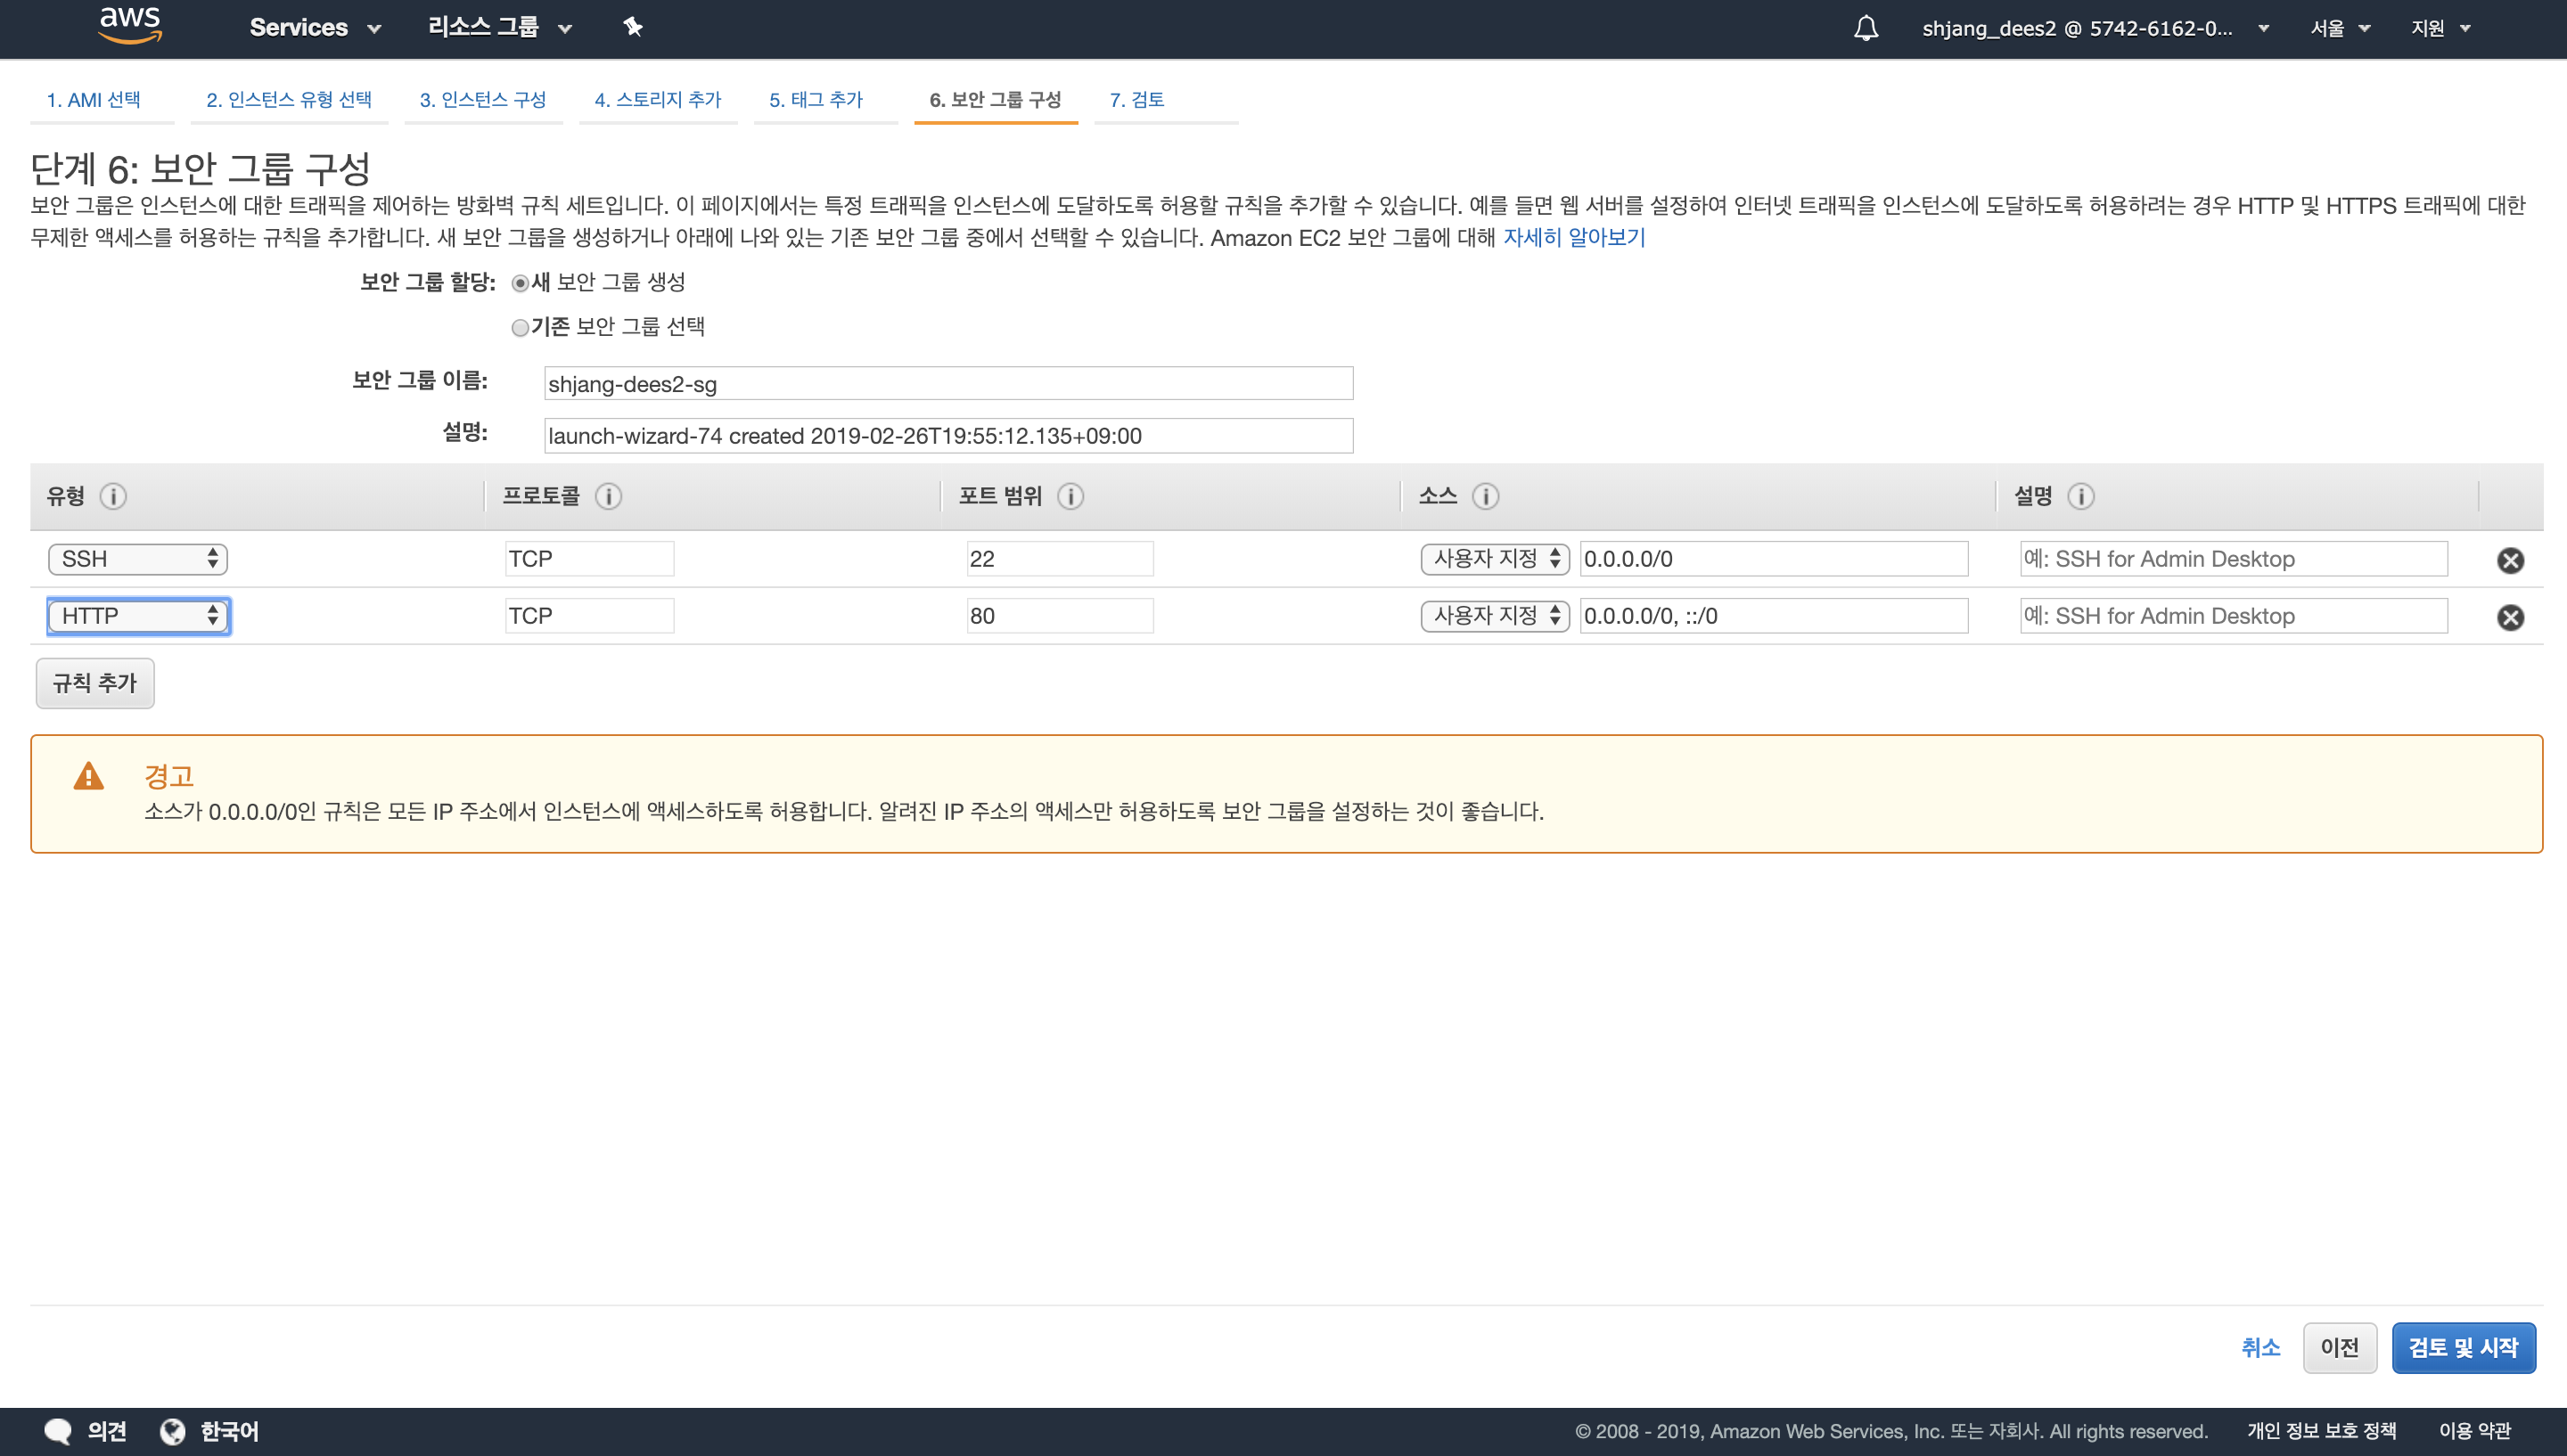 aws
Services 리소스 그룹 shjang_dees2 @ 5742-6162-0... 서울 지원
1. AMI 선택 2. 인스턴스 유형 선택 3. 인스턴스 구성 4. 스토리지 추가 5. 태그 추가 6. 보안 그룹 구성 7. 검토
단계 6: 보안 그룹 구성
보안 그룹은 인스턴스에 대한 트래픽을 제어하는 방화벽 규칙 세트입니다. 이 페이지에서는 특정 트래픽을 인스턴스에 도달하도록 허용할 규칙을 추가할 수 있습니다. 예를 들면 웹 서버를 설정하여 인터넷 트래픽을 인스턴스에 도달하도록 허용하려는 경우 HTTP 및 HTTPS 트래픽에 대한
무제한 액세스를 허용하는 규칙을 추가합니다. 새 보안 그룹을 생성하거나 아래에 나와 있는 기존 보안 그룹 중에서 선택할 수 있습니다. Amazon EC2 보안 그룹에 대해 자세히 알아보기
보안 그룹 할당: 새 보안 그룹 생성
기존 보안 그룹 선택
보안 그룹 이름: shjang-dees2-sg
설명: launch-wizard-74 created 2019-02-26T19:55:12.135+09:00
유형 i 프로토콜 i 포트 범위 i 소스 i 설명 i
SSH TCP 22 사용자 지정 0.0.0.0/0 예: SSH for Admin Desktop
HTTP TCP 80 사용자 지정 0.0.0.0/0, ::/0 예: SSH for Admin Desktop
규칙 추가
경고
소스가 0.0.0.0/0인 규칙은 모든 IP 주소에서 인스턴스에 액세스하도록 허용합니다. 알려진 IP 주소의 액세스만 허용하도록 보안 그룹을 설정하는 것이 좋습니다.
취소 이전 검토 및 시작
의견 한국어 © 2008 - 2019, Amazon Web Services, Inc. 또는 자회사. All rights reserved. 개인 정보 보호 정책 이용 약관